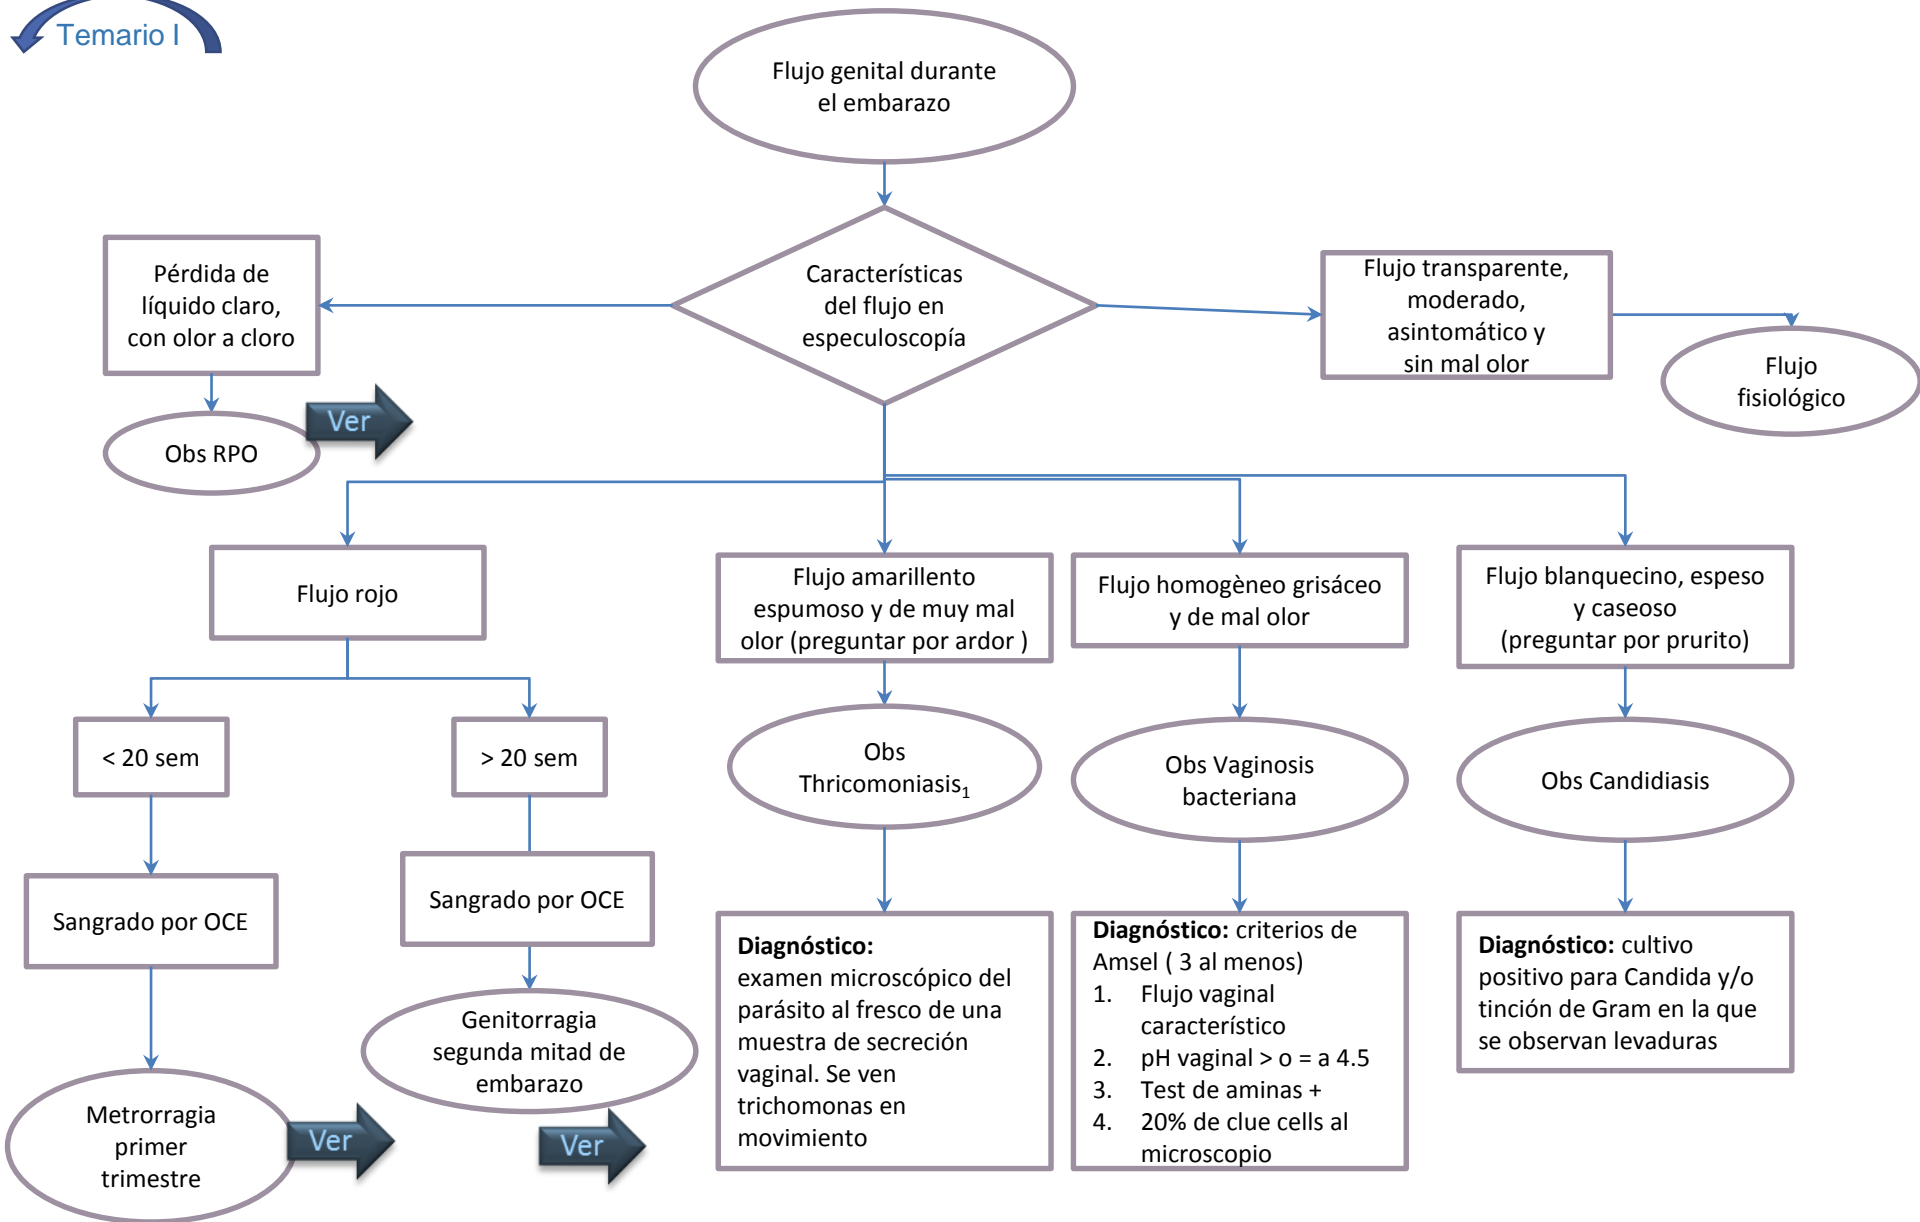 Temario I
Flujo genital durante
el embarazo
Pérdida de
líquido claro,
con olor a cloro
Características
del flujo en
especuloscopía
Flujo transparente,
moderado,
asintomático y
sin mal olor
Flujo
fisiológico
Obs RPO
Ver
Flujo rojo
Flujo amarillento
espumoso y de muy mal
olor (preguntar por ardor )
Flujo homogèneo grisáceo
y de mal olor
Flujo blanquecino, espeso
y caseoso
(preguntar por prurito)
< 20 sem
> 20 sem
Obs
Thricomoniasis1
Obs Vaginosis
bacteriana
Obs Candidiasis
Sangrado por OCE
Sangrado por OCE
Diagnóstico:
examen microscópico del
parásito al fresco de una
muestra de secreción
vaginal. Se ven
trichomonas en
movimiento
Diagnóstico: criterios de
Amsel ( 3 al menos)
1. Flujo vaginal
característico
2. pH vaginal > o = a 4.5
3. Test de aminas +
4. 20% de clue cells al
microscopio
Diagnóstico: cultivo
positivo para Candida y/o
tinción de Gram en la que
se observan levaduras
Genitorragia
segunda mitad de
embarazo
Ver
Metrorragia
primer
trimestre
Ver